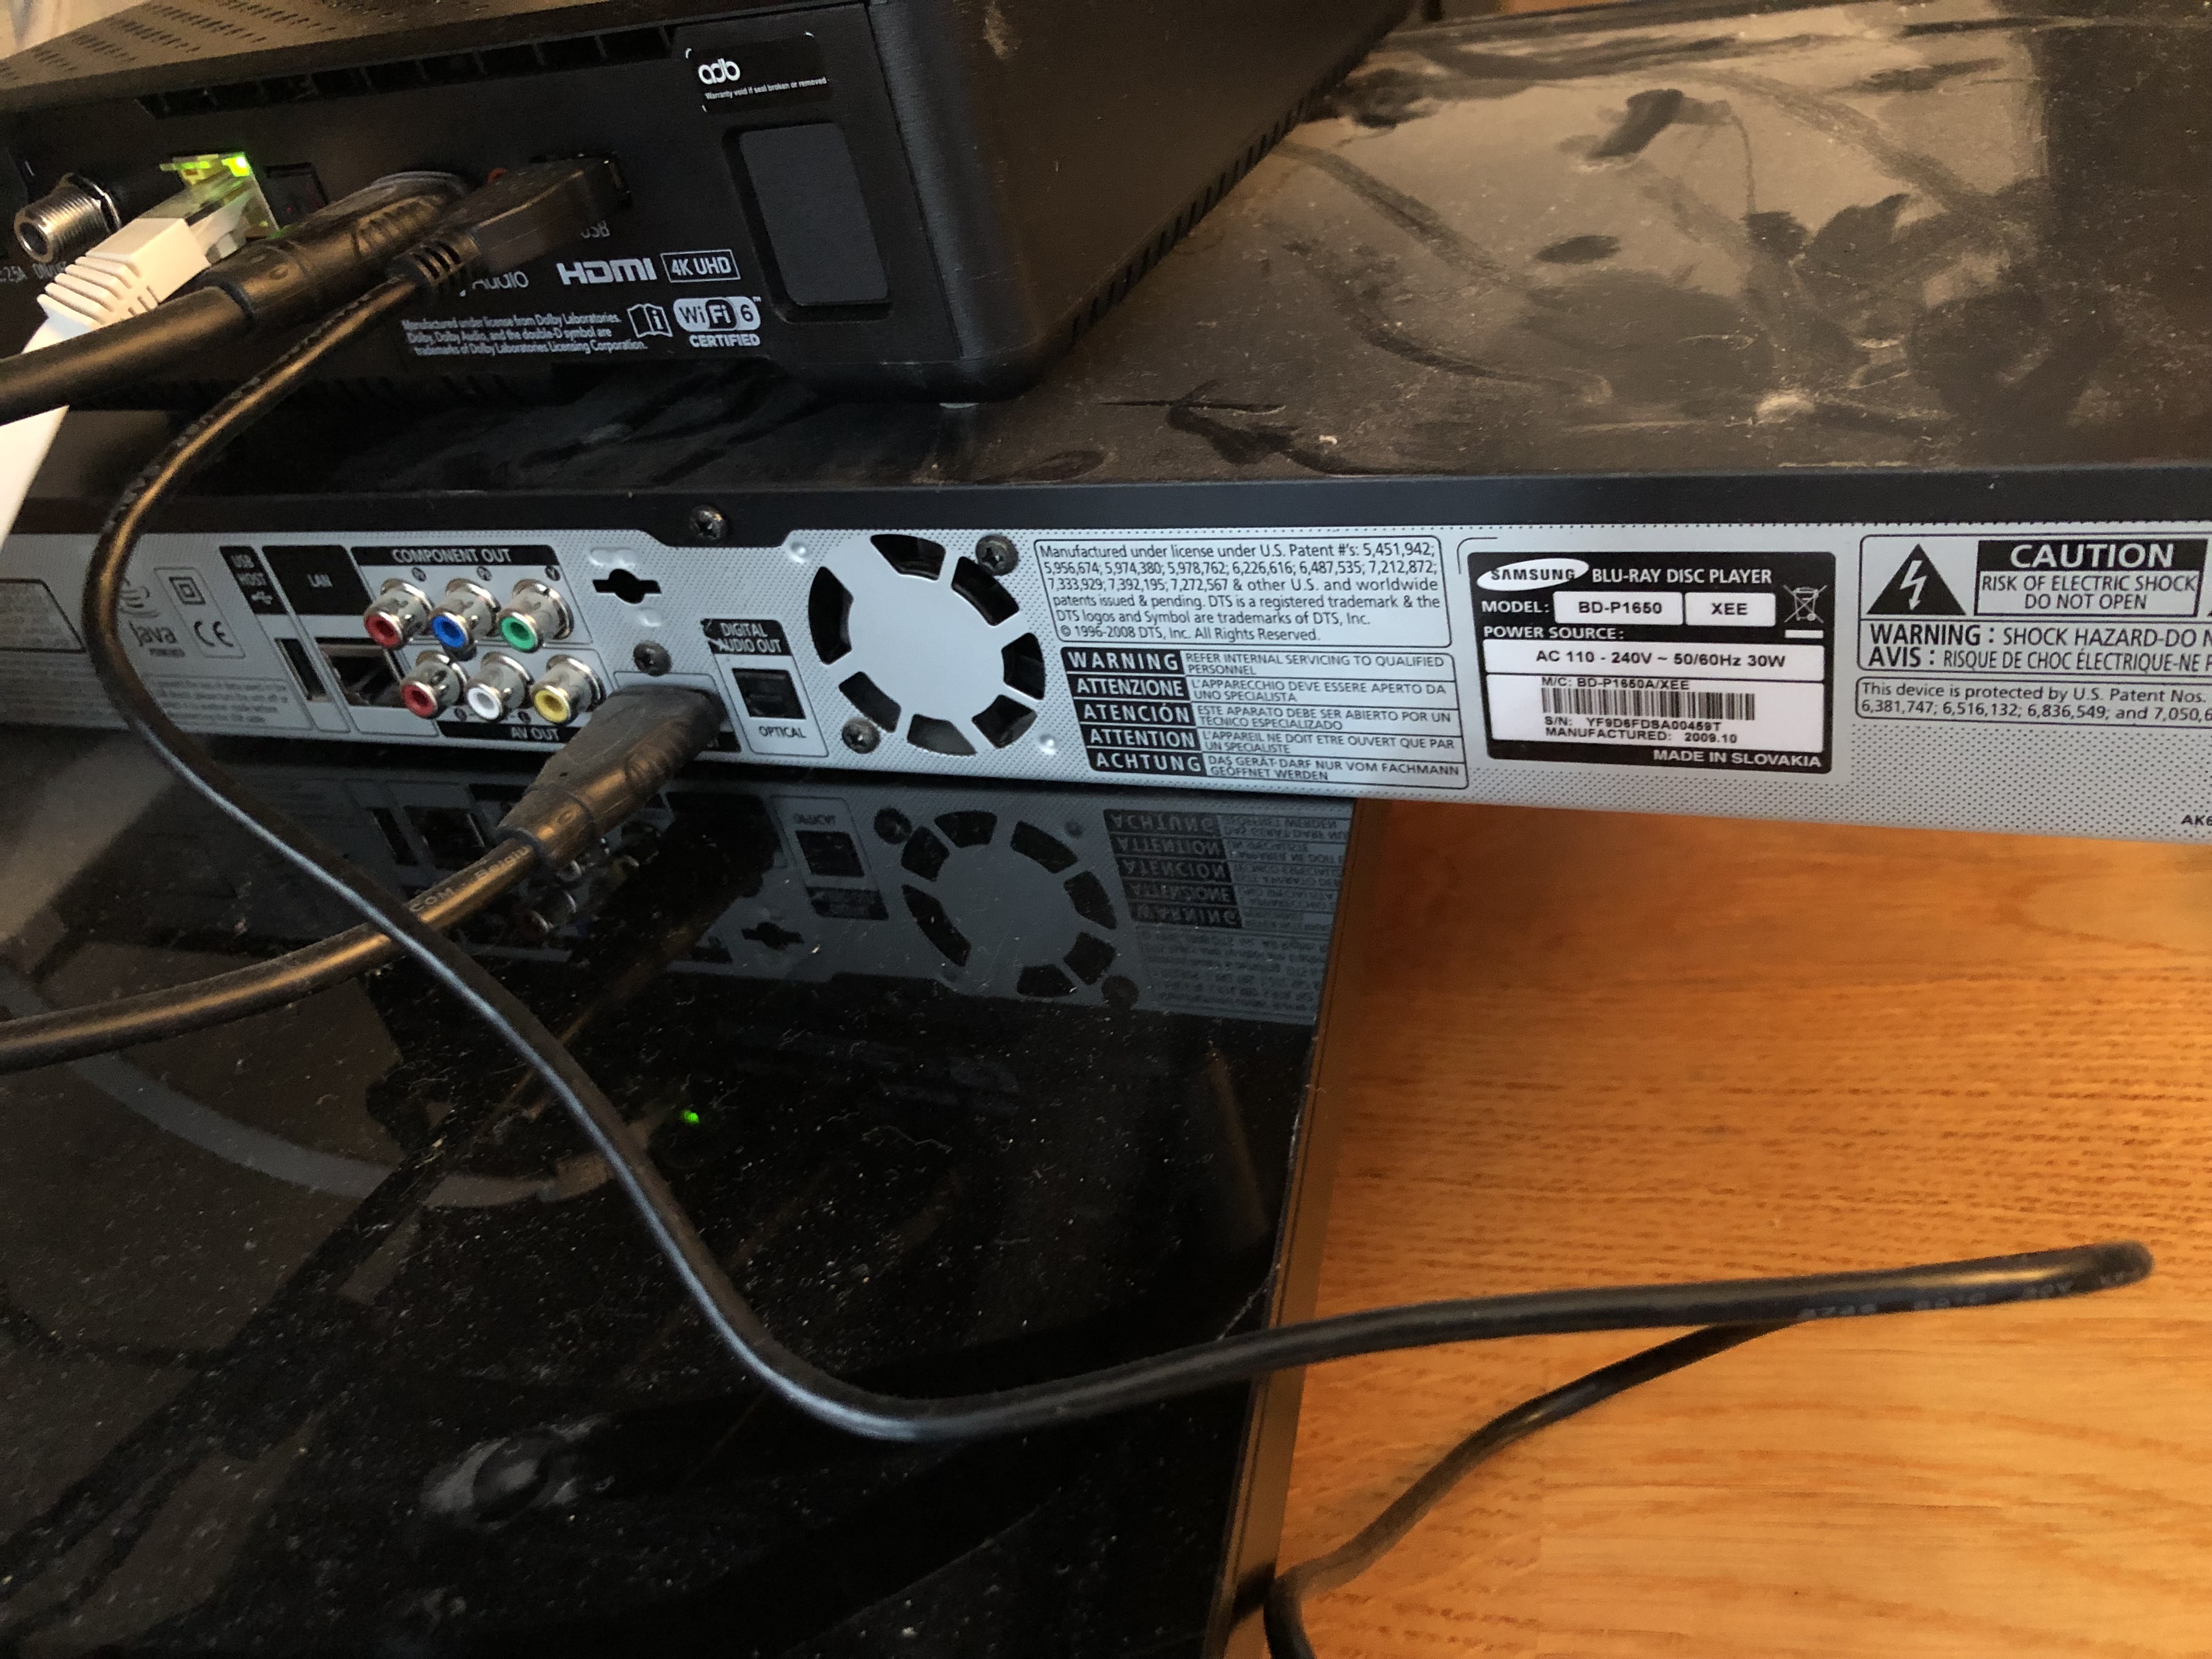 adb
Warranty void if seal broken or removed
USB
Audio
HDMI
4K UHD
Manufactured under license from Dolby Laboratories.
Dolby, Dolby Audio, and the double-D symbol are
trademarks of Dolby Laboratories Licensing Corporation.
WiFi 6
CERTIFIED
Java
POWERED
CE
USB
HOST
LAN
COMPONENT OUT
AV OUT
DIGITAL
AUDIO OUT
OPTICAL
Manufactured under license under U.S. Patent #'s: 5,451,942;
5,956,674; 5,974,380; 5,978,762; 6,226,616; 6,487,535; 7,212,872;
7,333,929; 7,392,195; 7,272,567 & other U.S. and worldwide
patents issued & pending. DTS is a registered trademark & the
DTS logos and Symbol are trademarks of DTS, Inc.
© 1996-2008 DTS, Inc. All Rights Reserved.
WARNING REFER INTERNAL SERVICING TO QUALIFIED
PERSONNEL
ATTENZIONE L'APPARECCHIO DEVE ESSERE APERTO DA
UNO SPECIALISTA
ATENCIÓN ESTE APARATO DEBE SER ABIERTO POR UN
TÉCNICO ESPECIALIZADO
ATTENTION L'APPAREIL NE DOIT ETRE OUVERT QUE PAR
UN SPECIALISTE
ACHTUNG DAS GERÄT DARF NUR VOM FACHMANN
GEÖFFNET WERDEN
SAMSUNG BLU-RAY DISC PLAYER
MODEL: BD-P1650 XEE
POWER SOURCE:
AC 110 - 240V ~ 50/60Hz 30W
M/C: BD-P1650A/XEE
S/N: YF9D6FDSA00459T
MANUFACTURED: 2009.10
MADE IN SLOVAKIA
CAUTION
RISK OF ELECTRIC SHOCK
DO NOT OPEN
WARNING : SHOCK HAZARD-DO N
AVIS : RISQUE DE CHOC ÉLECTRIQUE-NE
This device is protected by U.S. Patent Nos.
6,381,747; 6,516,132; 6,836,549; and 7,050,6